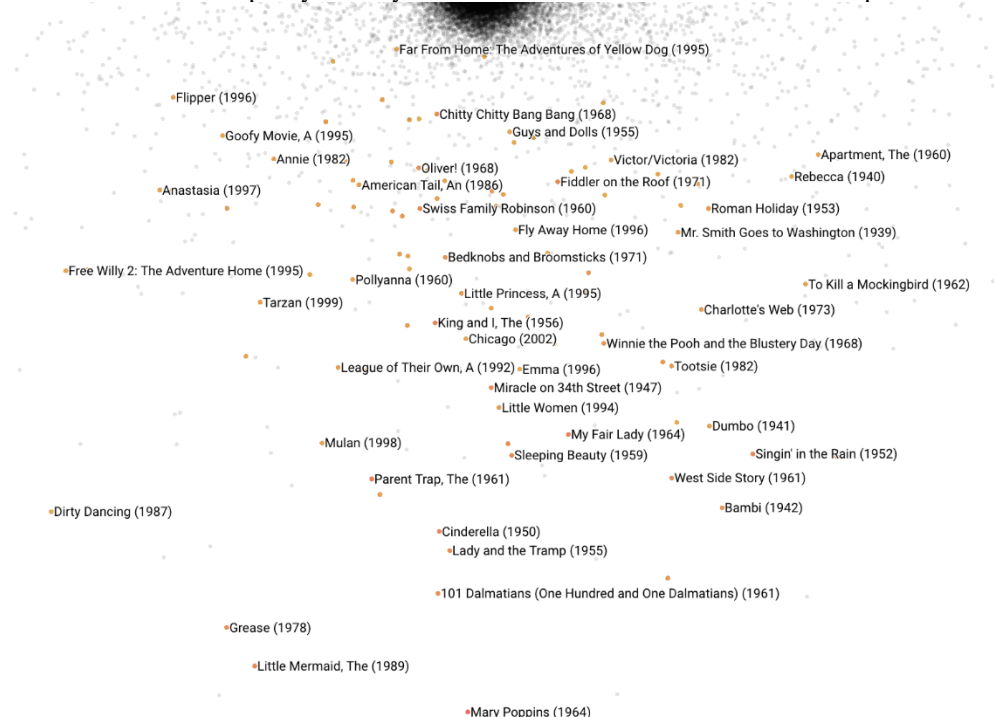 Far From Home: The Adventures of Yellow Dog (1995)
Flipper (1996)
Chitty Chitty Bang Bang (1968)
Guys and Dolls (1955)
Goofy Movie, A (1995)
Apartment, The (1960)
Annie (1982)
Victor/Victoria (1982)
Oliver! (1968)
Rebecca (1940)
Fiddler on the Roof (1971)
American Tail, An (1986)
Anastasia (1997)
Swiss Family Robinson (1960)
Roman Holiday (1953)
Fly Away Home (1996)
Mr. Smith Goes to Washington (1939)
Bedknobs and Broomsticks (1971)
Free Willy 2: The Adventure Home (1995)
Pollyanna (1960)
To Kill a Mockingbird (1962)
Little Princess, A (1995)
Tarzan (1999)
Charlotte's Web (1973)
King and I, The (1956)
Chicago (2002)
Winnie the Pooh and the Blustery Day (1968)
League of Their Own, A (1992)
Emma (1996)
Tootsie (1982)
Miracle on 34th Street (1947)
Little Women (1994)
Dumbo (1941)
My Fair Lady (1964)
Mulan (1998)
Sleeping Beauty (1959)
Singin' in the Rain (1952)
Parent Trap, The (1961)
West Side Story (1961)
Bambi (1942)
Dirty Dancing (1987)
Cinderella (1950)
Lady and the Tramp (1955)
101 Dalmatians (One Hundred and One Dalmatians) (1961)
Grease (1978)
Little Mermaid, The (1989)
Mary Poppins (1964)